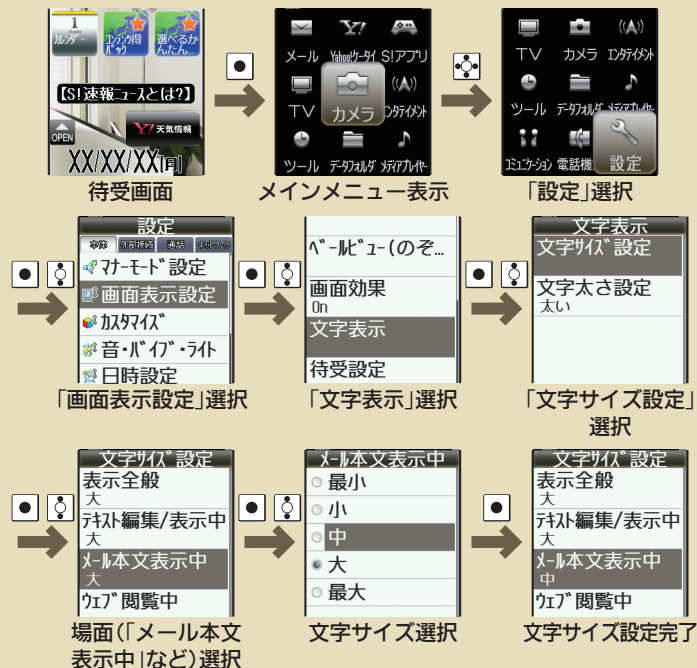 1
カレンダー
コンテンツ得パック
選べるかんたん...
【S!速報ニュースとは!?】
OPEN
Y! 天気情報
XX/XX/XX[月]
待受画面
メール
Yahoo!ケータイ
S!アプリ
TV
カメラ
エンタテイメント
ツール
データフォルダ
メディアプレイヤー
メインメニュー表示
TV
カメラ
エンタテイメント
ツール
データフォルダ
メディアプレイヤー
コミュニケーション
電話機
設定
「設定」選択
設定
本体
外部接続
通話
ネットワーク
マナーモード設定
画面表示設定
カスタマイズ
音・バイブ・ライト
日時設定
「画面表示設定」選択
ベールビュー(のぞ...
画面効果
On
文字表示
待受設定
「文字表示」選択
文字表示
文字サイズ設定
文字太さ設定
太い
「文字サイズ設定」
選択
文字サイズ設定
表示全般
大
テキスト編集/表示中
大
メール本文表示中
大
ウェブ閲覧中
場面(「メール本文
表示中」など)選択
メール本文表示中
最小
小
中
大
最大
文字サイズ選択
文字サイズ設定
表示全般
大
テキスト編集/表示中
大
メール本文表示中
中
ウェブ閲覧中
文字サイズ設定完了